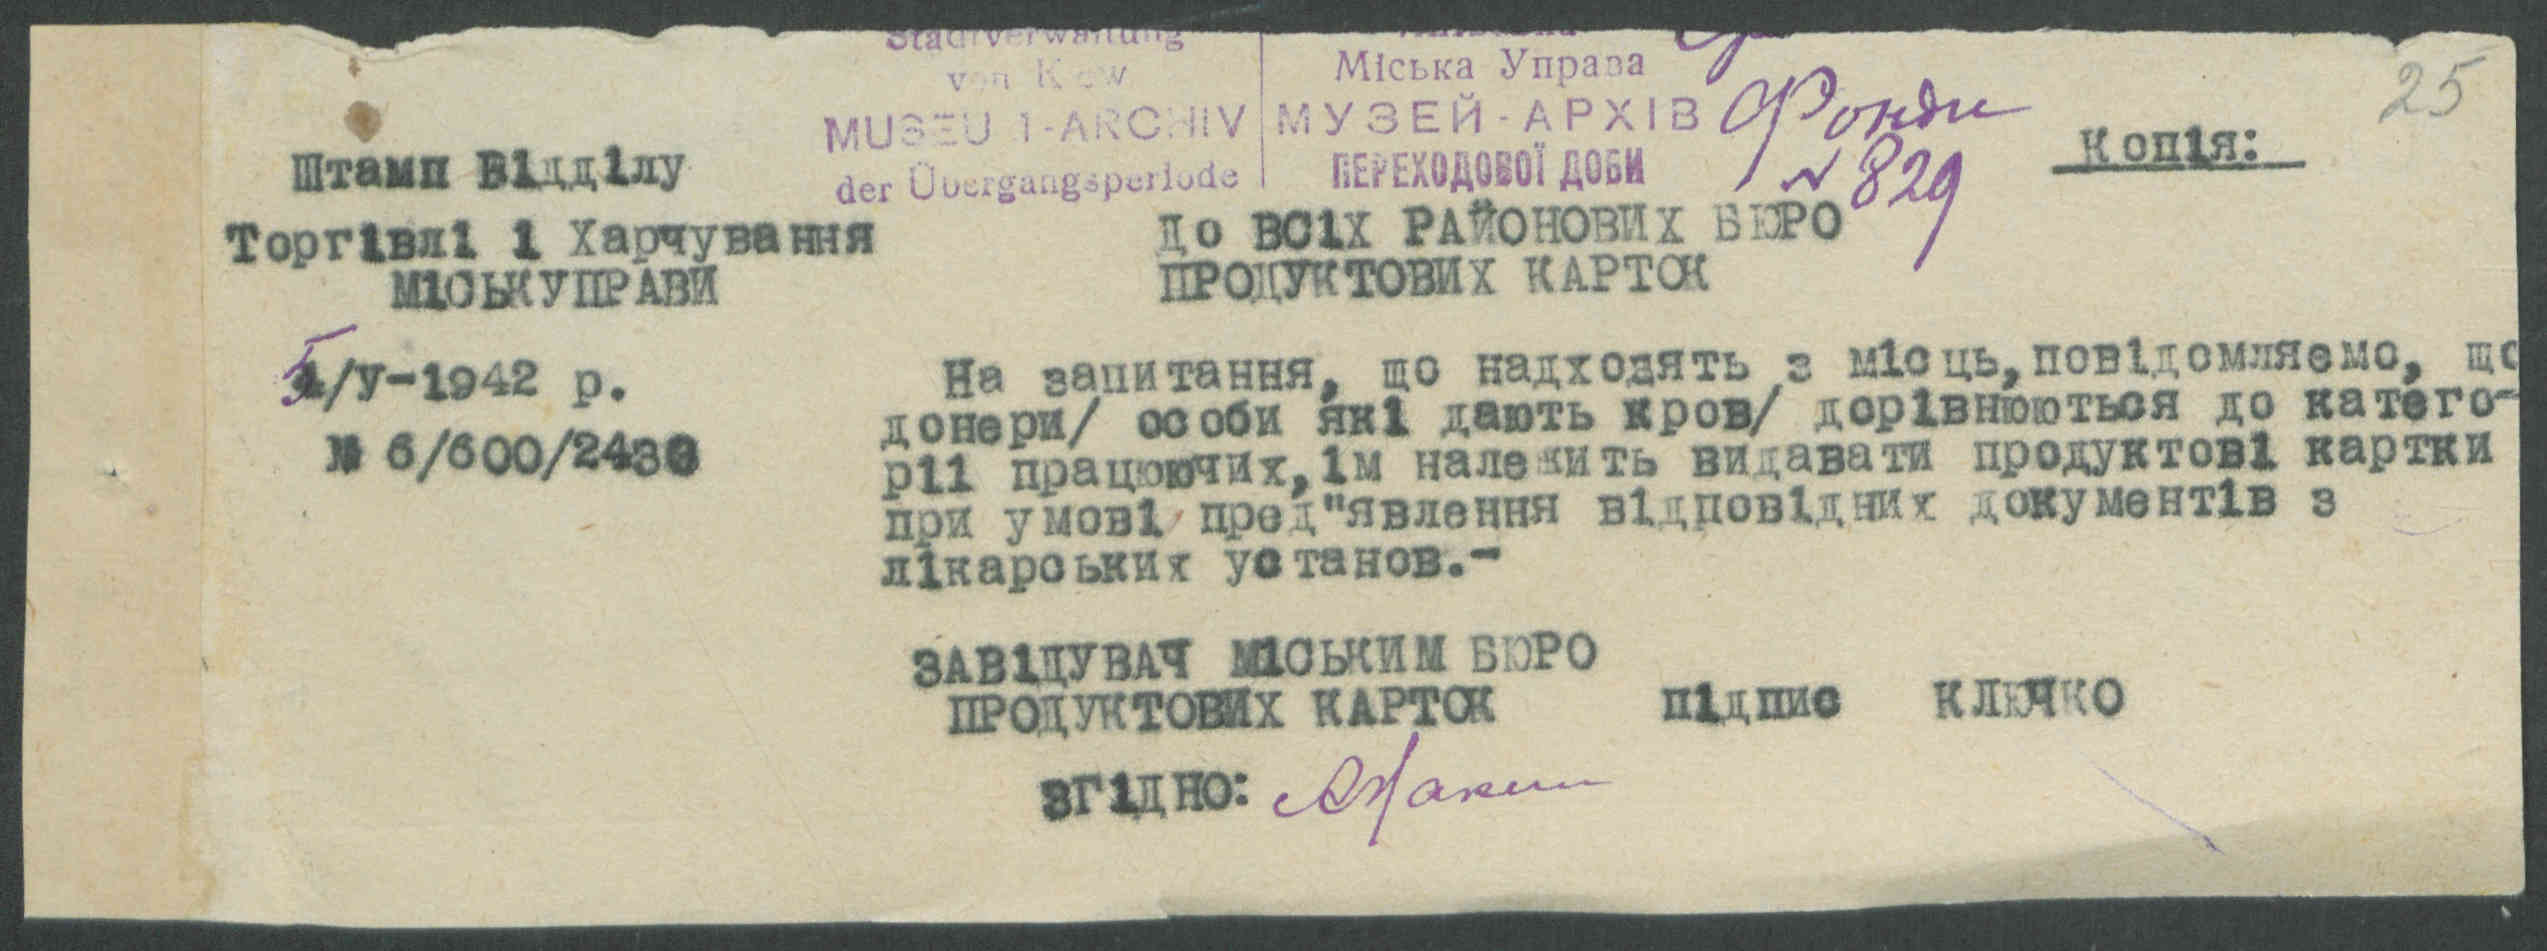 Stadtverwaltung
von Kiew
MUSEUM-ARCHIV
der Übergangsperiode
Міська Управа
МУЗЕЙ-АРХІВ
ПЕРЕХОДОВОЇ ДОБИ
Фонди
№ 829
25
Копія:
Штамп Відділу
Торгівлі і Харчування
МІСЬКУПРАВИ
5/У-1942 р.
№ 6/600/2430
До ВСІХ РАЙОНОВИХ БЮРО
ПРОДУКТОВИХ КАРТОК
На запитання, що надходять з місць, повідомляємо, що
донери/ особи які дають кров/ дорівнюються до катего-
рії працюючих, їм належить видавати продуктові картки
при умові пред"явлення відповідних документів з
лікарських установ.-
ЗАВІДУВАЧ МІСЬКИМ БЮРО
ПРОДУКТОВИХ КАРТОК підпис КЛЮЧКО
ЗГІДНО: